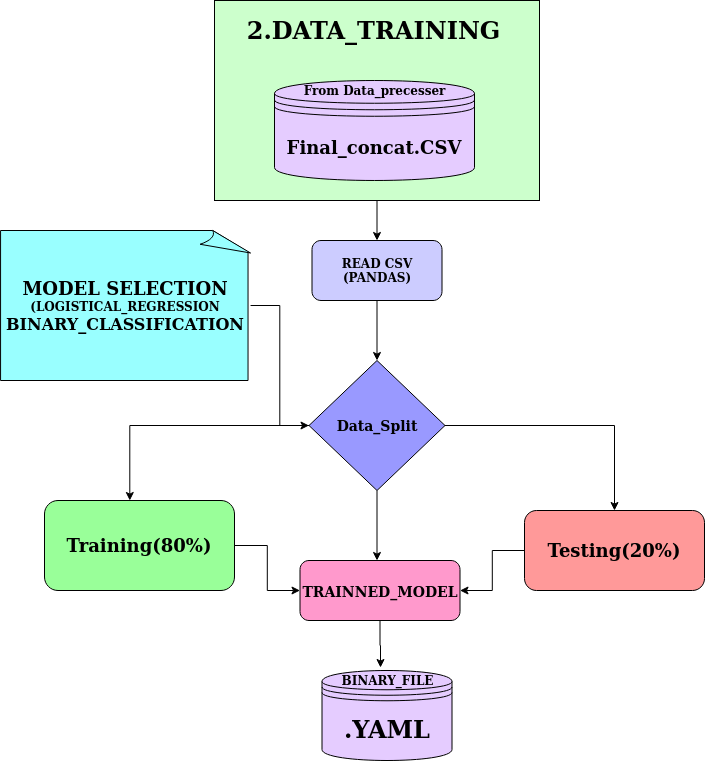 2.DATA_TRAINING
From Data_precesser
Final_concat.CSV
READ CSV
(PANDAS)
MODEL SELECTION
(LOGISTICAL_REGRESSION
BINARY_CLASSIFICATION
Data_Split
Training(80%)
Testing(20%)
TRAINNED_MODEL
BINARY_FILE
.YAML